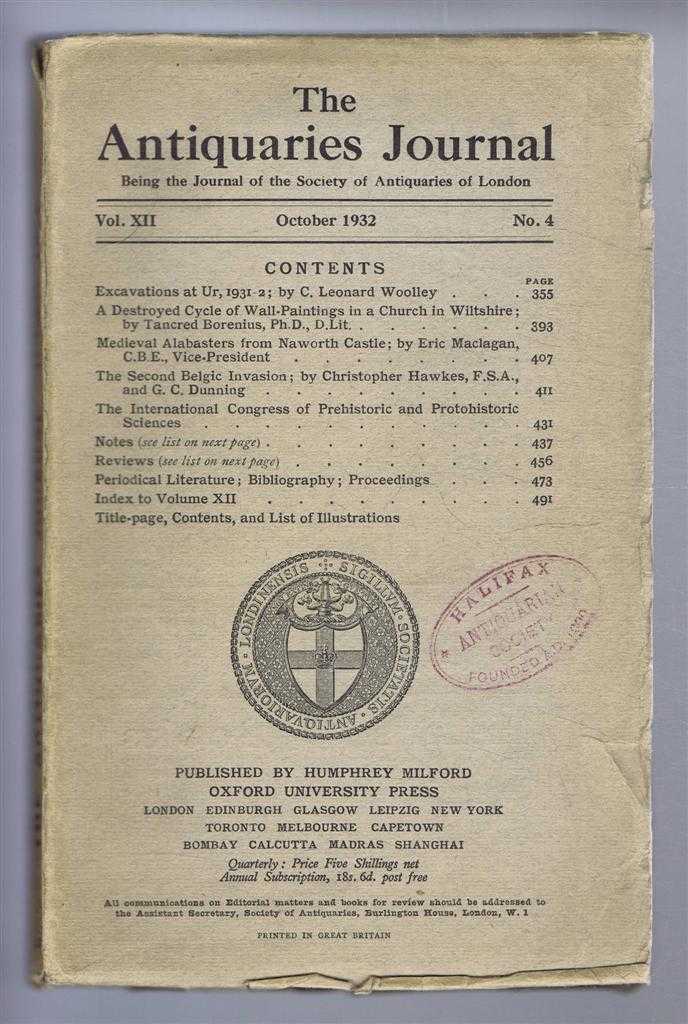 The
Antiquaries Journal
Being the Journal of the Society of Antiquaries of London
Vol. XII October 1932 No. 4
CONTENTS
PAGE
Excavations at Ur, 1931-2; by C. Leonard Woolley . . . 355
A Destroyed Cycle of Wall-Paintings in a Church in Wiltshire;
by Tancred Borenius, Ph.D., D.Lit. . . . . . . 393
Medieval Alabasters from Naworth Castle; by Eric Maclagan,
C.B.E., Vice-President . . . . . . . . 407
The Second Belgic Invasion; by Christopher Hawkes, F.S.A.,
and G. C. Dunning . . . . . . . . . 411
The International Congress of Prehistoric and Protohistoric
Sciences . . . . . . . . . . . 431
Notes (see list on next page) . . . . . . . . . 437
Reviews (see list on next page) . . . . . . . . 456
Periodical Literature; Bibliography; Proceedings . . . 473
Index to Volume XII . . . . . . . . . 491
Title-page, Contents, and List of Illustrations
SIGILLVM · SOCIETATIS · ANTIQVARIORVM · LONDINENSIS
HALIFAX
ANTIQUARIAN
SOCIETY
FOUNDED A.D. 1900
PUBLISHED BY HUMPHREY MILFORD
OXFORD UNIVERSITY PRESS
LONDON EDINBURGH GLASGOW LEIPZIG NEW YORK
TORONTO MELBOURNE CAPETOWN
BOMBAY CALCUTTA MADRAS SHANGHAI
Quarterly: Price Five Shillings net
Annual Subscription, 18s. 6d. post free
All communications on Editorial matters and books for review should be addressed to
the Assistant Secretary, Society of Antiquaries, Burlington House, London, W. 1
PRINTED IN GREAT BRITAIN